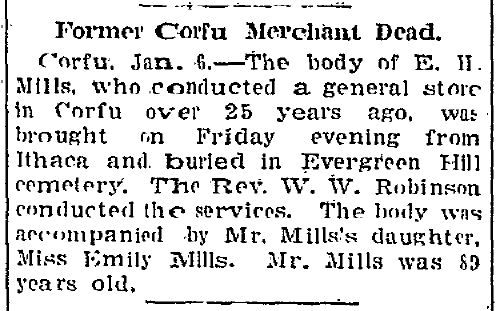 Former Corfu Merchant Dead.
Corfu, Jan. 6.—The body of E. H.
Mills, who conducted a general store
in Corfu over 25 years ago, was
brought on Friday evening from
Ithaca and buried in Evergreen Hill
cemetery. The Rev. W. W. Robinson
conducted the services. The body was
accompanied by Mr. Mills's daughter,
Miss Emily Mills. Mr. Mills was 89
years old.